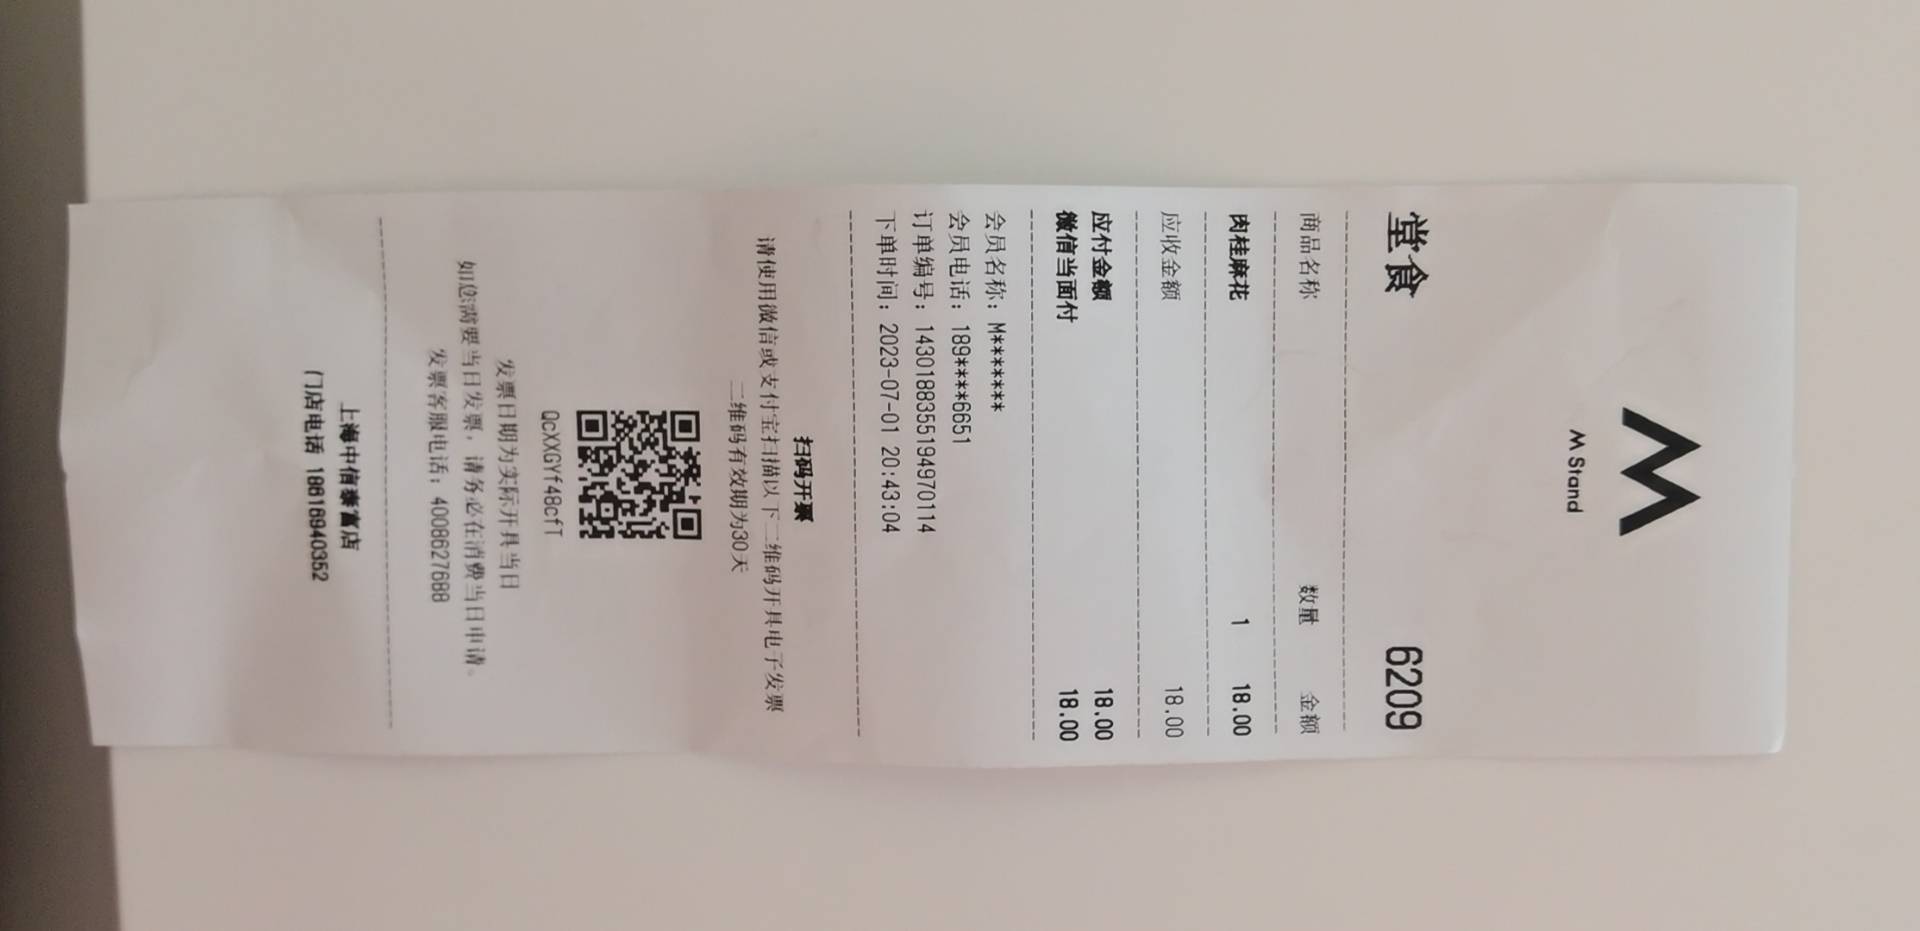 M Stand
堂食 6209
商品名称 数量 金额
肉桂麻花 1 18.00
应收金额 18.00
应付金额 18.00
微信当面付 18.00
会员名称：M*******
会员电话：189****6651
订单编号：1430188355194970114
下单时间：2023-07-01 20:43:04
扫码开票
请使用微信或支付宝扫描以下二维码开具电子发票
二维码有效期为30天
QcXXGYf48cfT
发票日期为实际开具当日
如您需要当日发票，请务必在消费当日申请。
发票客服电话：4008627688
上海中信泰富店
门店电话 18616940352